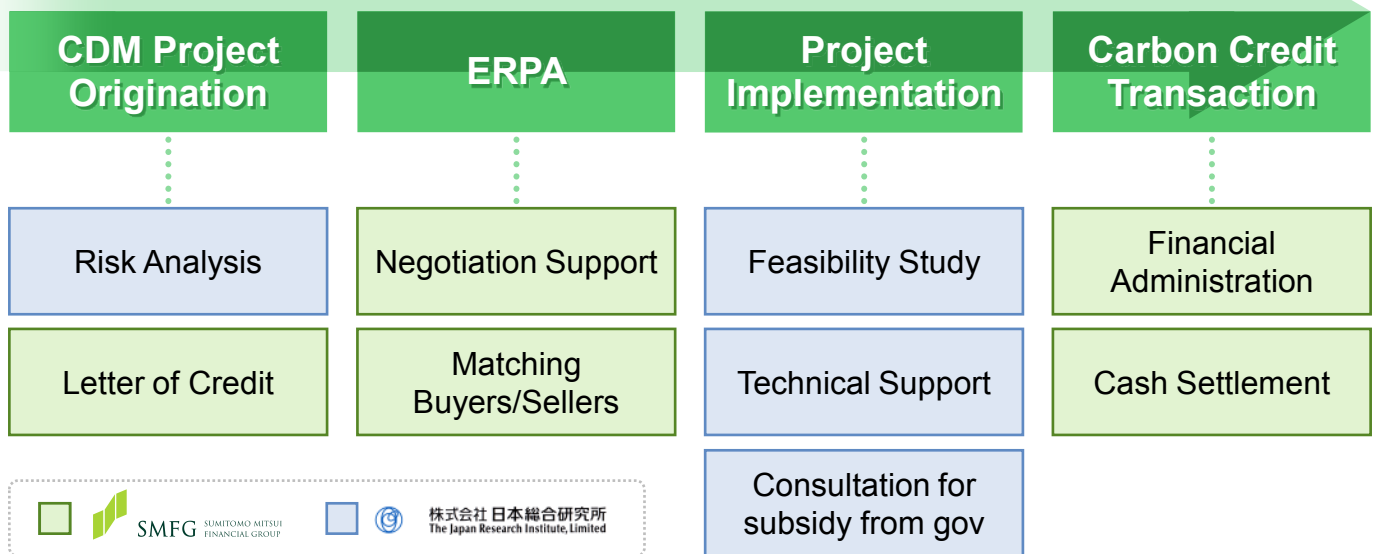 CDM Project
Origination
ERPA
Project
Implementation
Carbon Credit
Transaction
Risk Analysis
Negotiation Support
Feasibility Study
Financial
Administration
Letter of Credit
Matching
Buyers/Sellers
Technical Support
Cash Settlement
Consultation for
subsidy from gov
SMFG
SUMITOMO MITSUI
FINANCIAL GROUP
株式会社 日本総合研究所
The Japan Research Institute, Limited